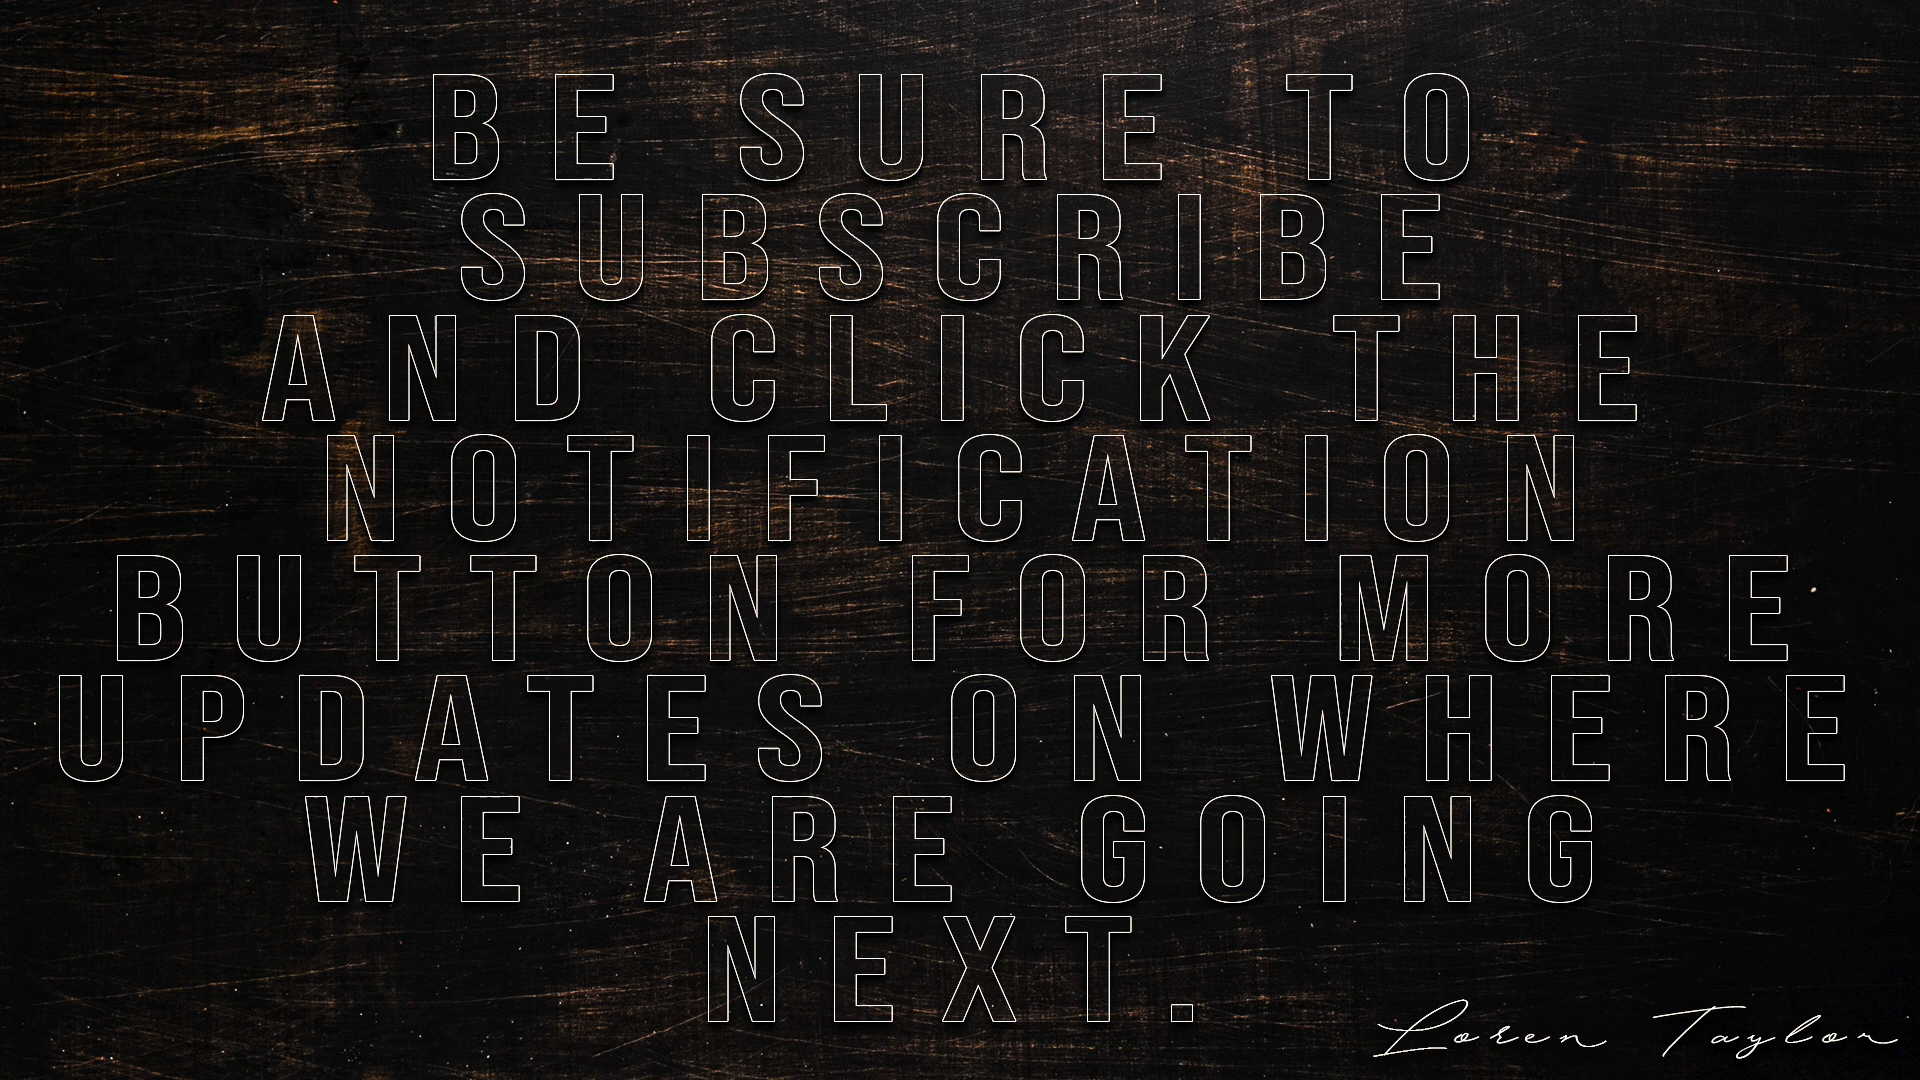 BE SURE TO
SUBSCRIBE
AND CLICK THE
NOTIFICATION
BUTTON FOR MORE
UPDATES ON WHERE
WE ARE GOING
NEXT.
Loren Taylor